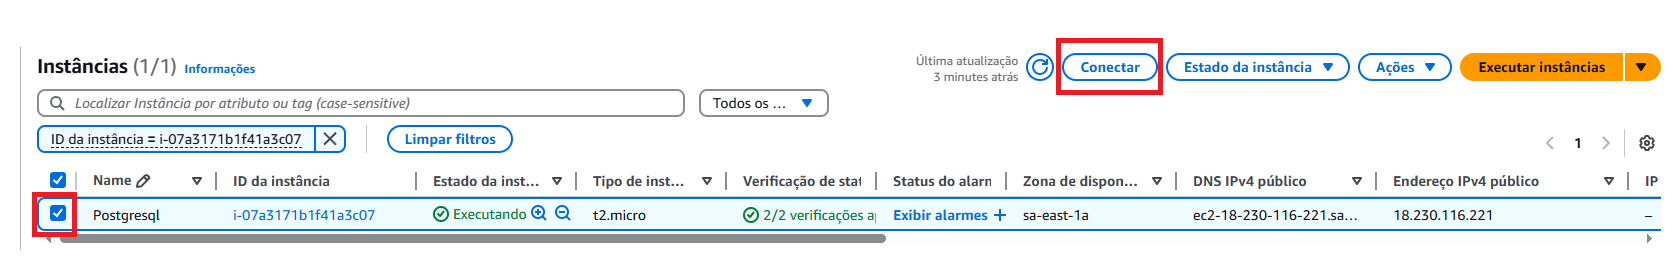 Instâncias (1/1) Informações
Última atualização
3 minutes atrás
Conectar
Estado da instância
Ações
Executar instâncias
Localizar Instância por atributo ou tag (case-sensitive)
Todos os ...
ID da instância = i-07a3171b1f41a3c07
Limpar filtros
1
Name ID da instância Estado da inst... Tipo de inst... Verificação de stat Status do alarm Zona de dispon... DNS IPv4 público Endereço IPv4 público IP
Postgresql i-07a3171b1f41a3c07 Executando t2.micro 2/2 verificações a Exibir alarmes + sa-east-1a ec2-18-230-116-221.sa... 18.230.116.221 –